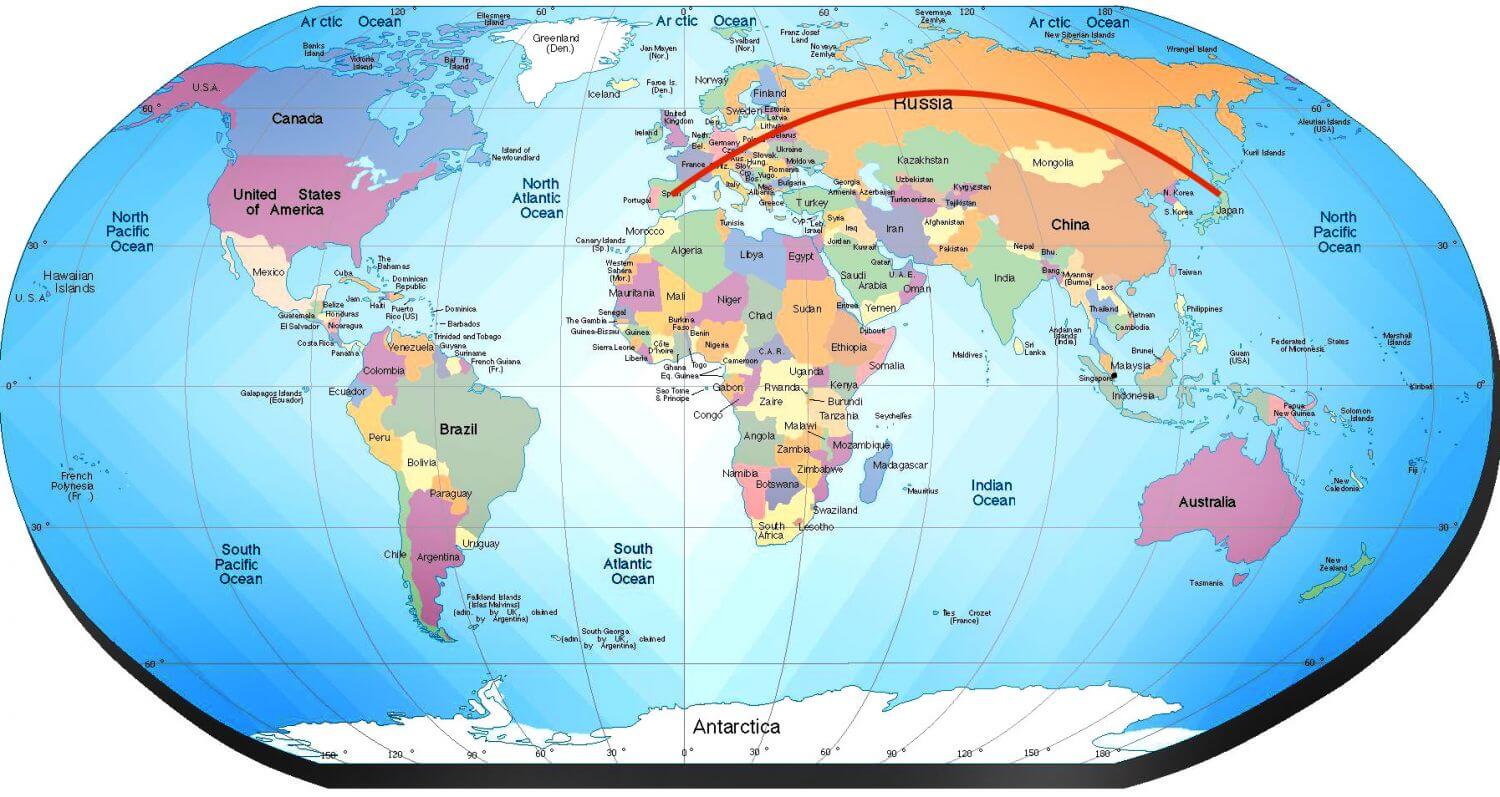 Arctic Ocean
Arctic Ocean
Arctic Ocean
120 °
60 °
0 °
60 °
120 °
180 °
Ellesmere
Island
Banks
Island
Victoria
Island
Greenland
(Den.)
Jan Mayen
(Nor.)
Svalbard
(Nor.)
Franz Josef
Land
Novaya
Zemlya
Severnaya
Zemlya
New Siberian Islands
Wrangel Island
U.S.A.
60 °
Canada
Iceland
Faroe Is.
(Den.)
Norway
Sweden
Finland
Estonia
Latvia
Russia
60 °
Aleutian Islands
(USA)
Island of
Newfoundland
United
Kingdom
Ireland
Den.
Neth.
Bel.
Germany
Belarus
Ukraine
Moldova
Slovak.
Hung.
Romania
France
Yugo.
Bulgaria
Italy
Albania
Greece
Portugal
Turkey
Georgia
Armenia
Azerbaijan
Kazakhstan
Uzbekistan
Kyrgyzstan
Turkmenistan
Tajikistan
Mongolia
Kuril Islands
N. Korea
S. Korea
Japan
China
United States
of America
North
Pacific
Ocean
North
Atlantic
Ocean
North
Pacific
Ocean
30 °
30 °
Hawaiian
Islands
U. S. A.
Mexico
Cuba
The
Bahamas
Dominican
Republic
Jam.
Haiti
Puerto
Rico (US)
Belize
Honduras
Guatemala
El Salvador
Nicaragua
Costa Rica
Panama
Dominica
Barbados
Trinidad and Tobago
Venezuela
Guyana
Suriname
French Guiana
(Fr.)
Colombia
Ecuador
Galapagos Islands
(Ecuador)
Peru
Brazil
Bolivia
Paraguay
Chile
Argentina
Uruguay
Canary Islands
(Sp.)
Morocco
Western
Sahara
(Mor.)
Algeria
Tunisia
Libya
Egypt
Cyp.
Leb.
Israel
Syria
Iraq
Jordan
Kuwait
Iran
Afghanistan
Pakistan
Qatar
U. A. E.
Saudi
Arabia
Oman
Yemen
Nepal
Bhu.
Bang.
India
Myanmar
(Burma)
Laos
Thailand
Vietnam
Cambodia
Taiwan
Philippines
Mauritania
Mali
Niger
Chad
Sudan
Eritrea
Djibouti
Senegal
The Gambia
Guinea-Bissau
Guinea
Sierra Leone
Liberia
Côte
D'Ivoire
Burkina
Faso
Ghana
Togo
Benin
Nigeria
Cameroon
C.A.R.
Ethiopia
Somalia
Eq. Guinea
Sao Tome
& Principe
Gabon
Congo
Zaire
Uganda
Rwanda
Kenya
Burundi
Tanzania
Seychelles
Maldives
Sri
Lanka
Andaman
Islands
(India)
Brunei
Malaysia
Singapore
Indonesia
Guam
(USA)
Federated States
of Micronesia
Marshall
Islands
Kiribati
Papua
New Guinea
Solomon
Islands
0 °
0 °
Angola
Malawi
Zambia
Mozambique
Zimbabwe
Namibia
Botswana
Madagascar
Mauritius
Swaziland
Lesotho
South
Africa
Indian
Ocean
Australia
Fiji
New
Caledonia
French
Polynesia
(Fr )
30 °
30 °
South
Pacific
Ocean
South
Atlantic
Ocean
Tasmania
New
Zealand
Falkland Islands
(Islas Malvinas)
(adm. by UK, claimed
by Argentina)
South Georgia
(adm. by UK, claimed
by Argentina)
Iles Crozet
(France)
60 °
60 °
Antarctica
150 °
120 °
90
60 °
30 °
0 °
30 °
60 °
90 °
120 °
150 °
180 °